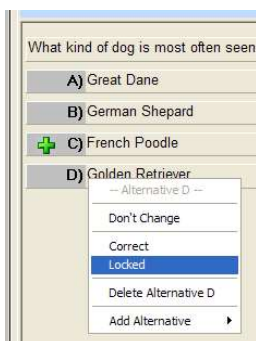 What kind of dog is most often seen
A) Great Dane
B) German Shepard
C) French Poodle
D) Golden Retriever
-- Alternative D --
Don't Change
Correct
Locked
Delete Alternative D
Add Alternative